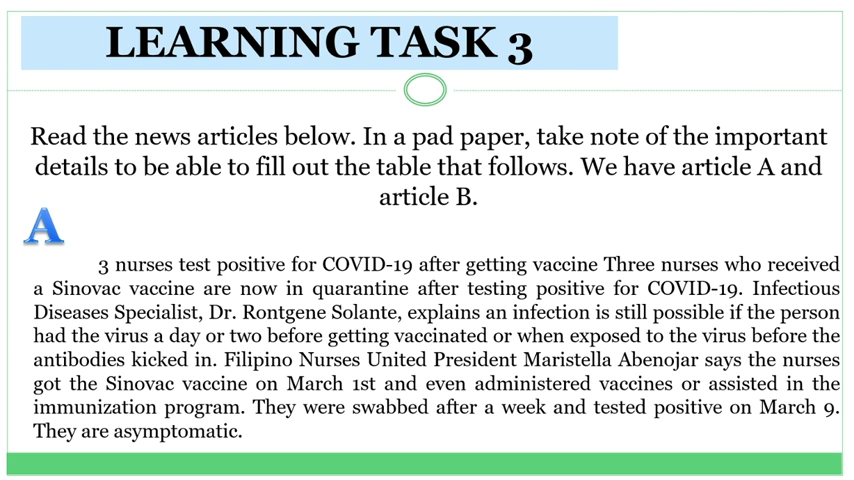 LEARNING TASK 3
Read the news articles below. In a pad paper, take note of the important
details to be able to fill out the table that follows. We have article A and
article B.
A
3 nurses test positive for COVID-19 after getting vaccine Three nurses who received
a Sinovac vaccine are now in quarantine after testing positive for COVID-19. Infectious
Diseases Specialist, Dr. Rontgene Solante, explains an infection is still possible if the person
had the virus a day or two before getting vaccinated or when exposed to the virus before the
antibodies kicked in. Filipino Nurses United President Maristella Abenojar says the nurses
got the Sinovac vaccine on March 1st and even administered vaccines or assisted in the
immunization program. They were swabbed after a week and tested positive on March 9.
They are asymptomatic.